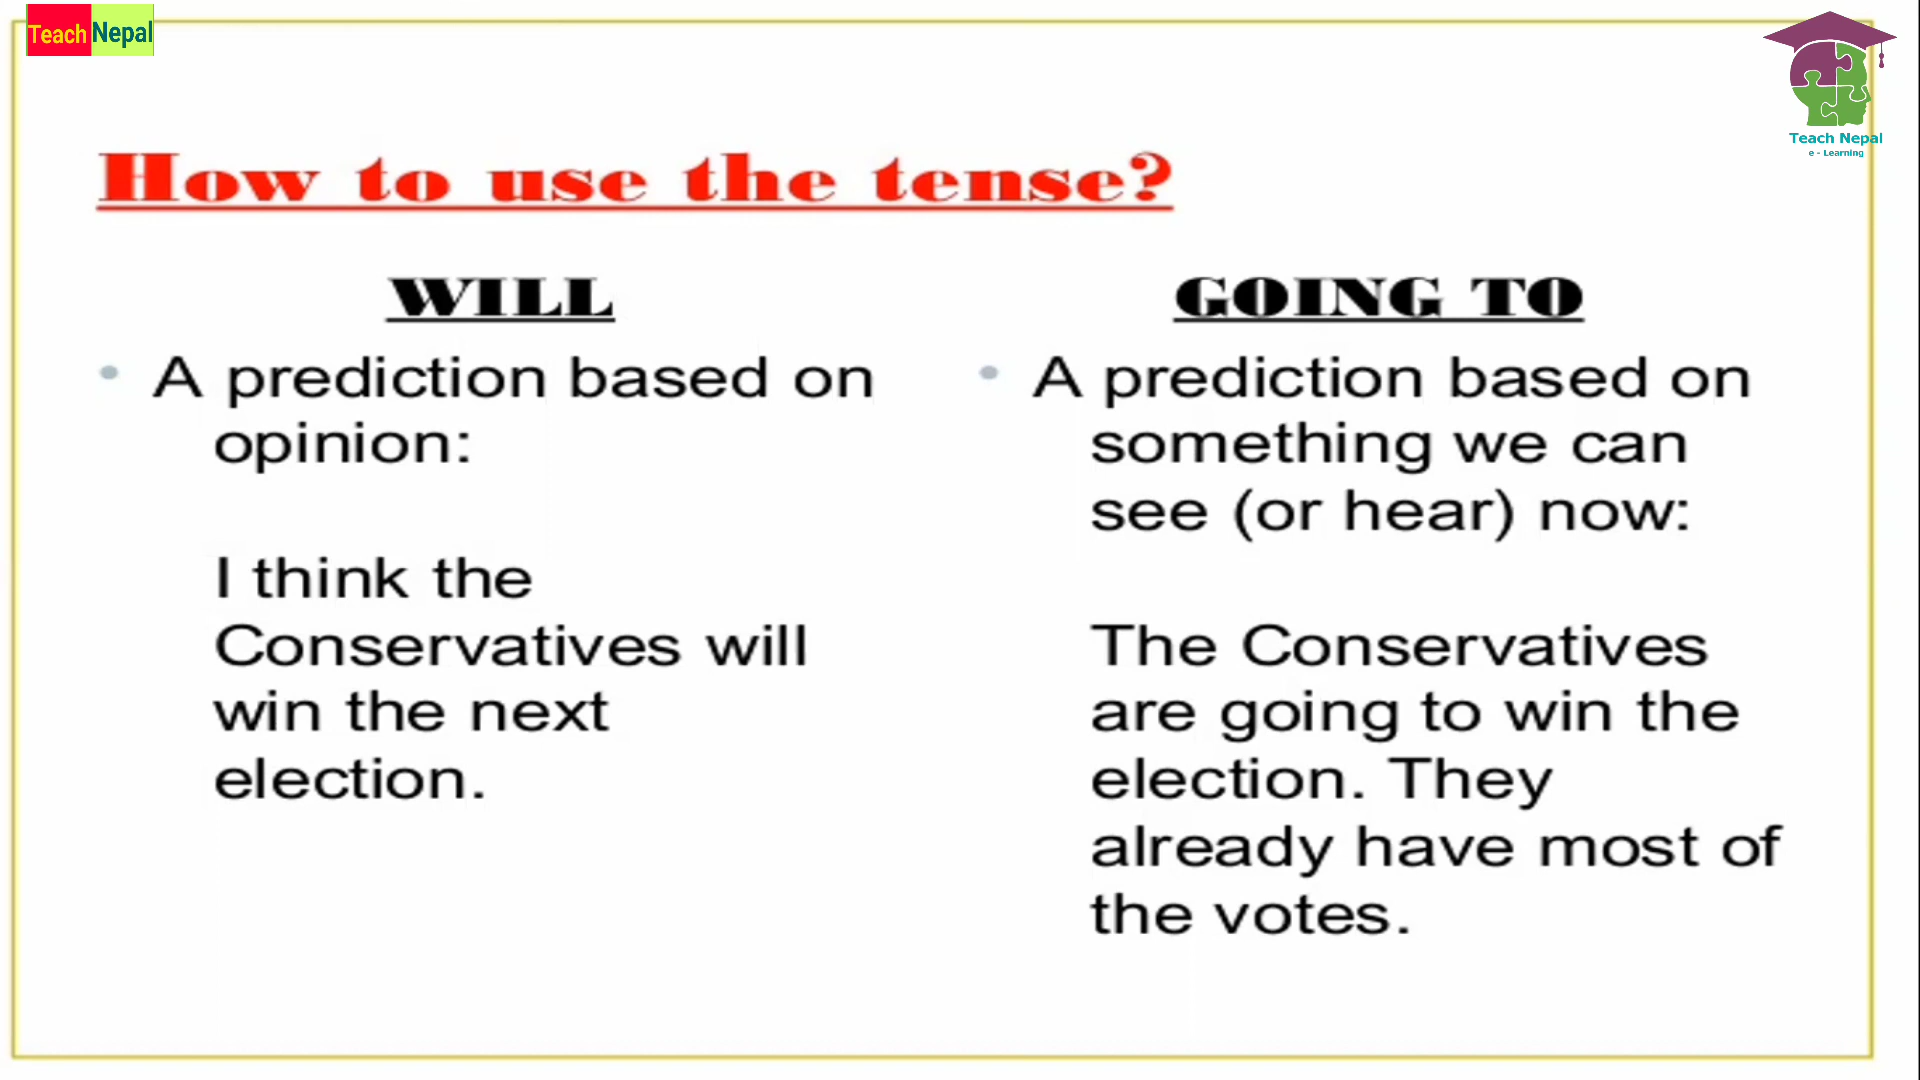 Teach Nepal
Teach Nepal
e - Learning
How to use the tense?
WILL
• A prediction based on
opinion:
I think the
Conservatives will
win the next
election.
GOING TO
• A prediction based on
something we can
see (or hear) now:
The Conservatives
are going to win the
election. They
already have most of
the votes.